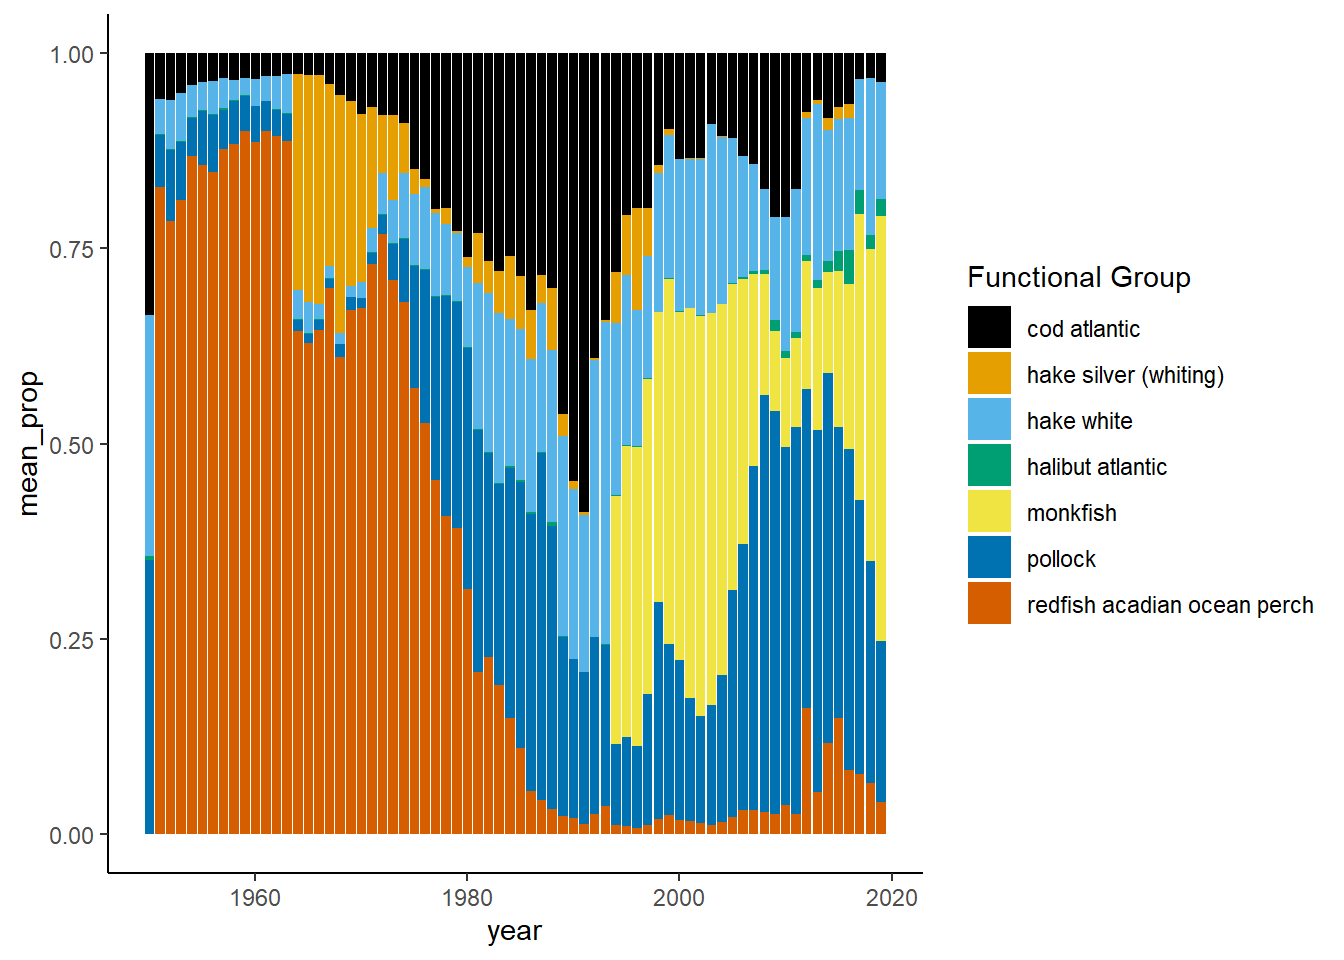 1.00
0.75
0.50
0.25
0.00
mean_prop
1960
1980
2000
2020
year
Functional Group
cod atlantic
hake silver (whiting)
hake white
halibut atlantic
monkfish
pollock
redfish acadian ocean perch